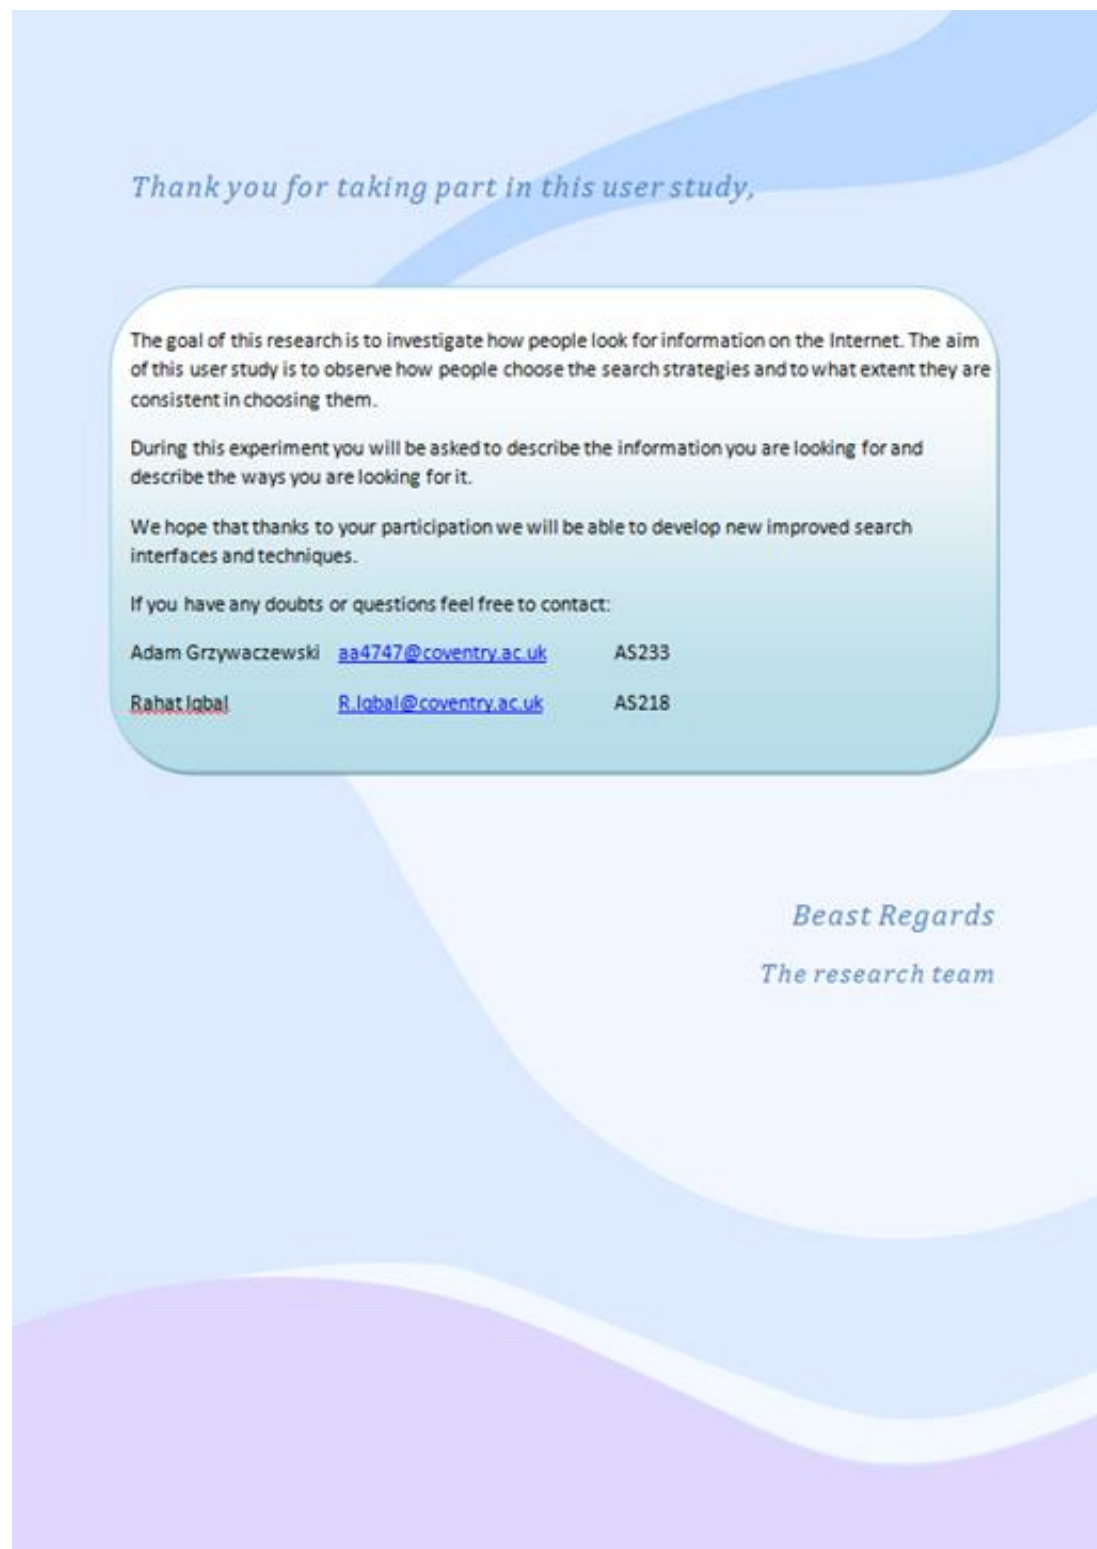 Thank you for taking part in this user study,
The goal of this research is to investigate how people look for information on the Internet. The aim
of this user study is to observe how people choose the search strategies and to what extent they are
consistent in choosing them.
During this experiment you will be asked to describe the information you are looking for and
describe the ways you are looking for it.
We hope that thanks to your participation we will be able to develop new improved search
interfaces and techniques.
If you have any doubts or questions feel free to contact:
Adam Grzywaczewski aa4747@coventry.ac.uk AS233
Rahat Iqbal R.Iqbal@coventry.ac.uk AS218
Beast Regards
The research team